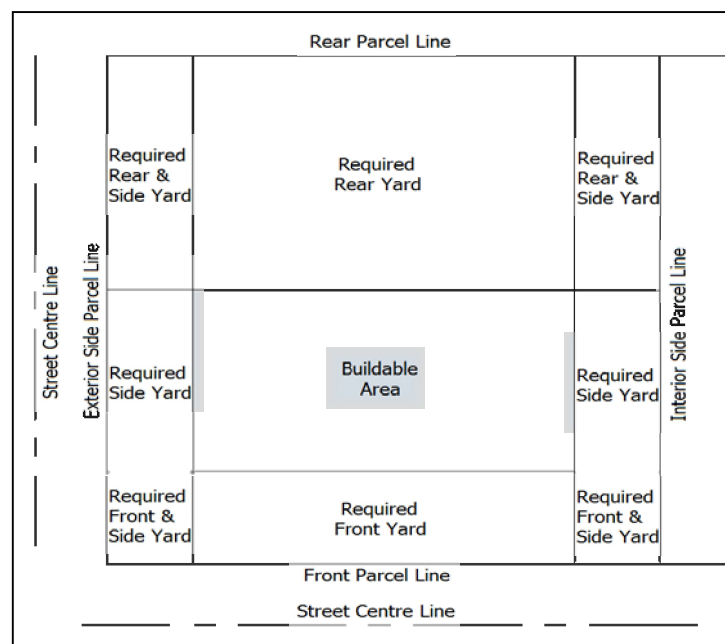 Rear Parcel Line
Required
Rear &
Side Yard
Required
Rear Yard
Required
Rear &
Side Yard
Street Centre Line
Exterior Side Parcel Line
Interior Side Parcel Line
Required
Side Yard
Buildable
Area
Required
Side Yard
Required
Front &
Side Yard
Required
Front Yard
Required
Front &
Side Yard
Front Parcel Line
Street Centre Line